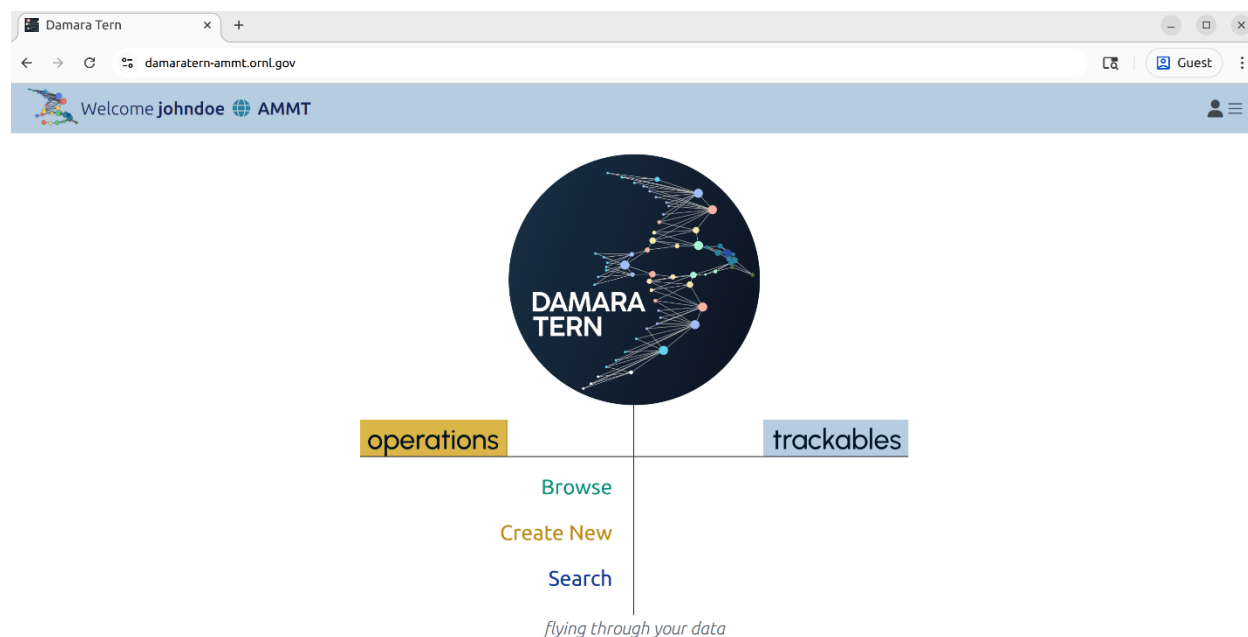 Damara Tern
damaratern-ammt.ornl.gov
Guest
Welcome johndoe AMMT
DAMARA
TERN
operations
trackables
Browse
Create New
Search
flying through your data